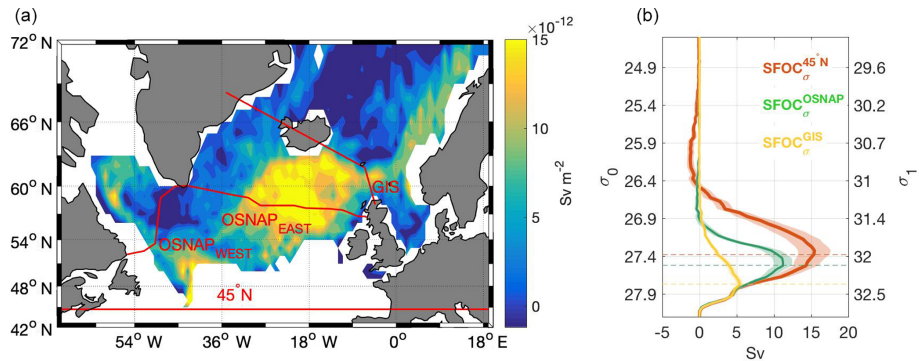 (a)
72° N
66° N
60° N
54° N
48° N
42° N
54° W
36° W
18° W
0°
18° E
GIS
OSNAP EAST
OSNAP WEST
45°N
15 ×10⁻¹²
10
5
0
Sv m⁻²
(b)
24.9
25.4
25.9
26.4
26.9
27.4
27.9
σ₀
SFOC_σ^45°N
SFOC_σ^OSNAP
SFOC_σ^GIS
29.6
30.2
30.7
31
31.4
32
32.5
σ₁
-5 0 5 10 15 20
Sv